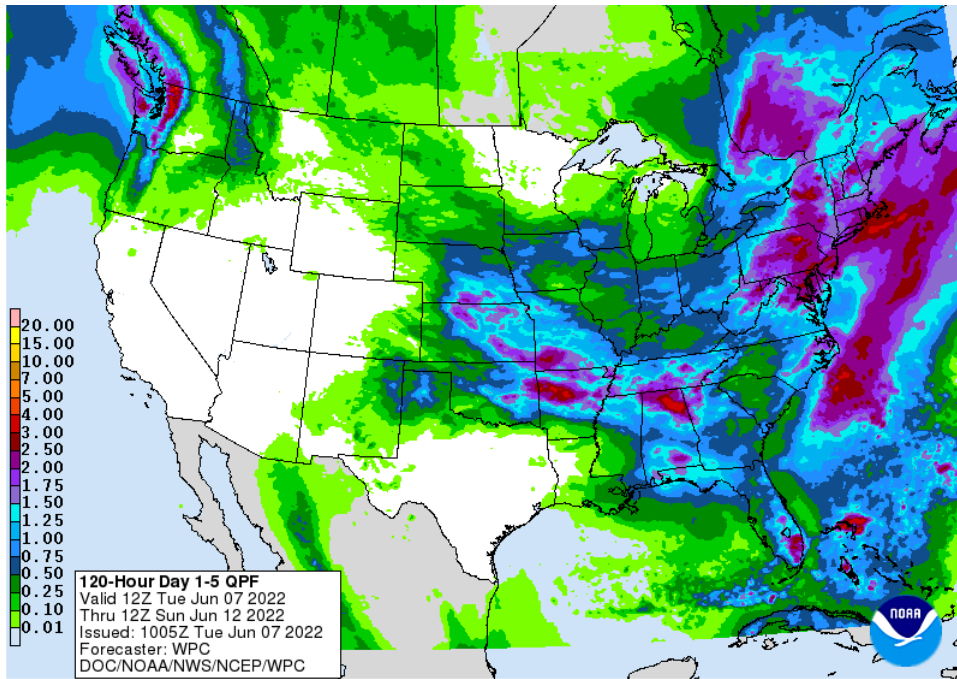 20.00
15.00
10.00
7.00
5.00
4.00
3.00
2.50
2.00
1.75
1.50
1.25
1.00
0.75
0.50
0.25
0.10
0.01
120-Hour Day 1-5 QPF
Valid 12Z Tue Jun 07 2022
Thru 12Z Sun Jun 12 2022
Issued: 1005Z Tue Jun 07 2022
Forecaster: WPC
DOC/NOAA/NWS/NCEP/WPC
NOAA